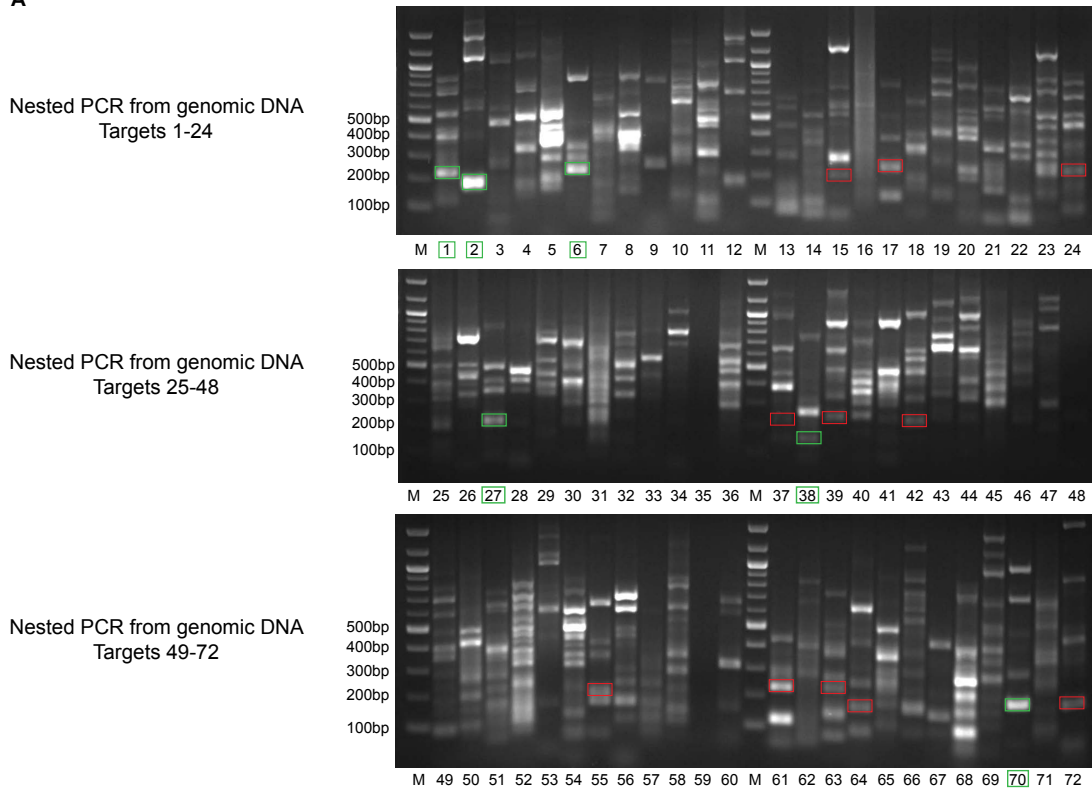 A
Nested PCR from genomic DNA
Targets 1-24
500bp
400bp
300bp
200bp
100bp
M 1 2 3 4 5 6 7 8 9 10 11 12 M 13 14 15 16 17 18 19 20 21 22 23 24
Nested PCR from genomic DNA
Targets 25-48
500bp
400bp
300bp
200bp
100bp
M 25 26 27 28 29 30 31 32 33 34 35 36 M 37 38 39 40 41 42 43 44 45 46 47 48
Nested PCR from genomic DNA
Targets 49-72
500bp
400bp
300bp
200bp
100bp
M 49 50 51 52 53 54 55 56 57 58 59 60 M 61 62 63 64 65 66 67 68 69 70 71 72